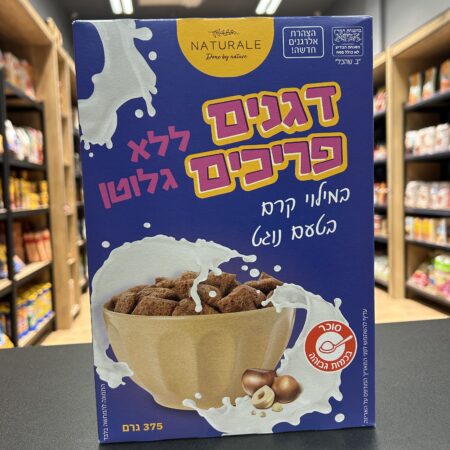 NATURALE
Done by nature
הצהרת
אלרגנים
חדשה!
דגנים
פריכים
ללא
גלוטן
במילוי קרם
בטעם נוגט
סוכר
בכמות גבוהה
375 גרם